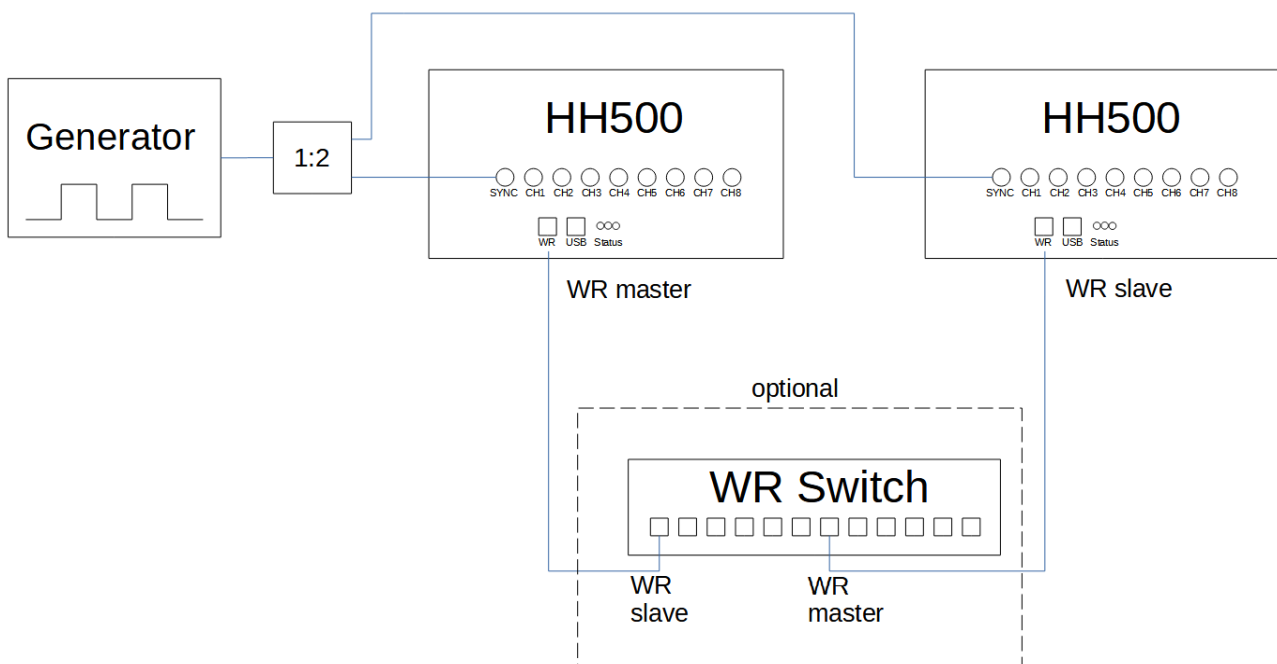 Generator
1:2
HH500
SYNC CH1 CH2 CH3 CH4 CH5 CH6 CH7 CH8
WR USB Status
WR master
HH500
SYNC CH1 CH2 CH3 CH4 CH5 CH6 CH7 CH8
WR USB Status
WR slave
optional
WR Switch
WR
slave
WR
master